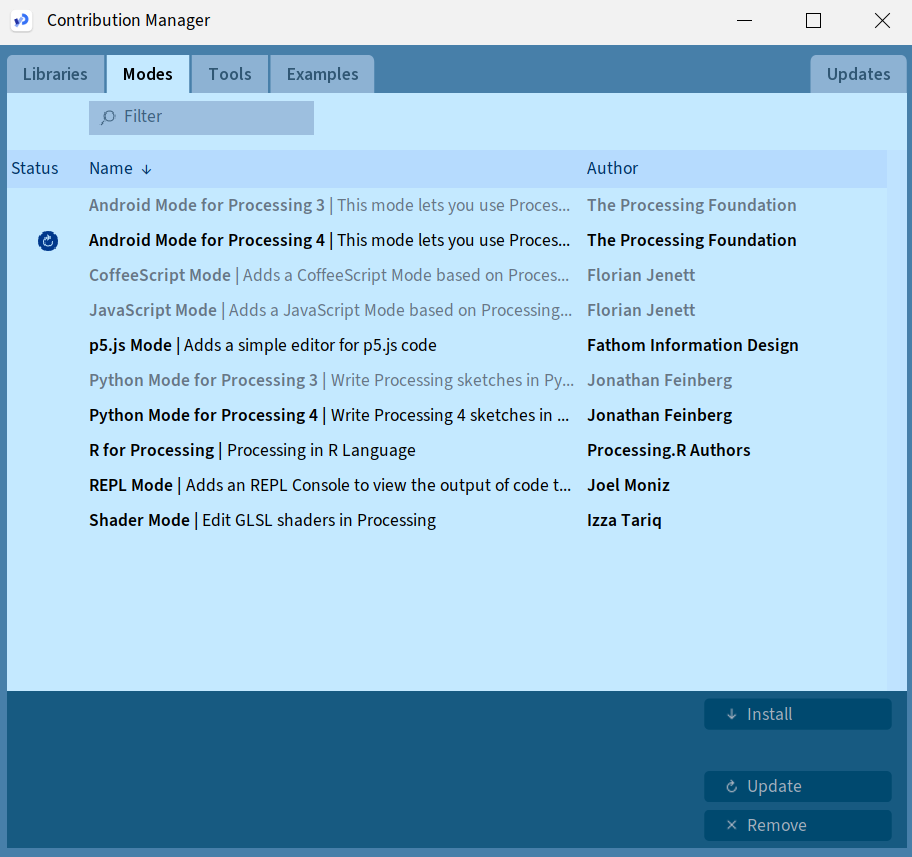 Contribution Manager
Libraries Modes Tools Examples Updates
Filter
Status Name ↓ Author
Android Mode for Processing 3 | This mode lets you use Proces... The Processing Foundation
Android Mode for Processing 4 | This mode lets you use Proces... The Processing Foundation
CoffeeScript Mode | Adds a CoffeeScript Mode based on Proces... Florian Jenett
JavaScript Mode | Adds a JavaScript Mode based on Processing... Florian Jenett
p5.js Mode | Adds a simple editor for p5.js code Fathom Information Design
Python Mode for Processing 3 | Write Processing sketches in Py... Jonathan Feinberg
Python Mode for Processing 4 | Write Processing 4 sketches in ... Jonathan Feinberg
R for Processing | Processing in R Language Processing.R Authors
REPL Mode | Adds an REPL Console to view the output of code t... Joel Moniz
Shader Mode | Edit GLSL shaders in Processing Izza Tariq
Install
Update
Remove